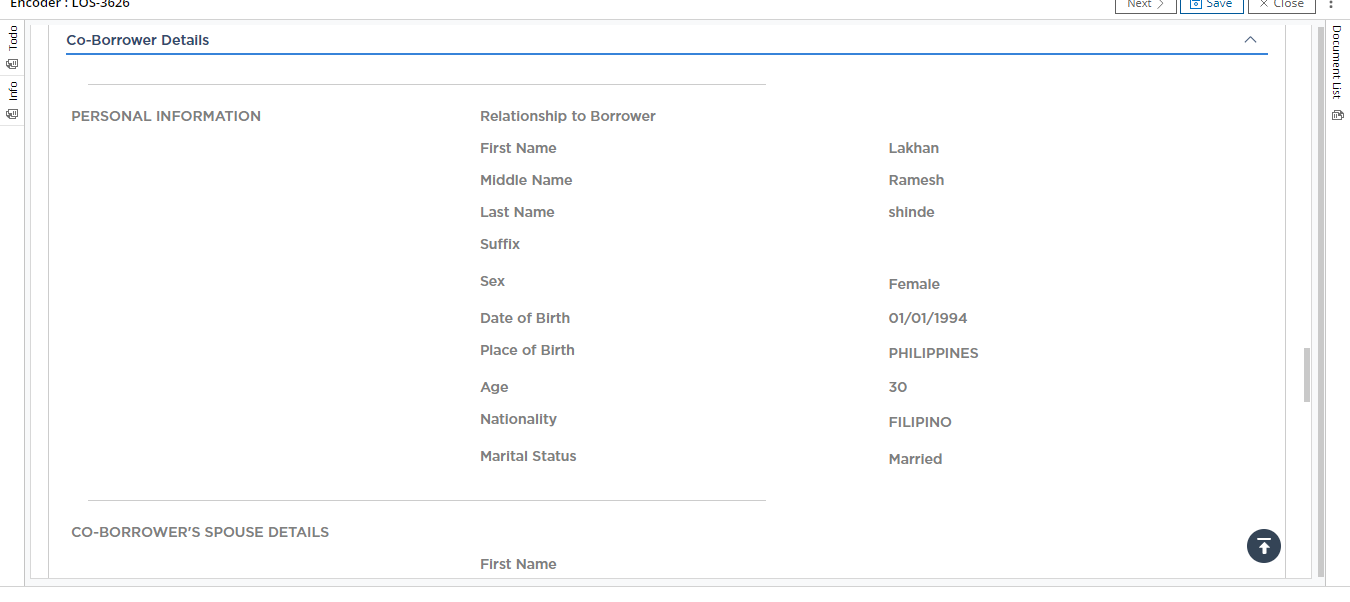 Encoder : LOS-3626
Next
Save
Close
Todo
Info
Document List
Co-Borrower Details
PERSONAL INFORMATION
Relationship to Borrower
First Name Lakhan
Middle Name Ramesh
Last Name shinde
Suffix
Sex Female
Date of Birth 01/01/1994
Place of Birth PHILIPPINES
Age 30
Nationality FILIPINO
Marital Status Married
CO-BORROWER'S SPOUSE DETAILS
First Name